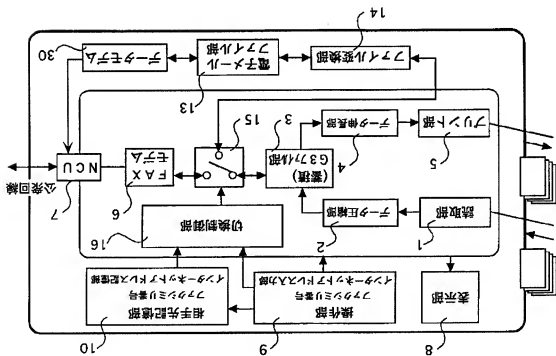 8
9
10
表示部
操作部
ファクシミリ番号
インターネットアドレス入力部
相手先記憶部
ファクシミリ番号
インターネットアドレス記憶部
1
2
16
読取部
データ圧縮部
切換制御部
7
6
公衆回線
(蓄積)
G3ファイル部
FAX
モデム
NCU
5
4
3
15
プリント部
データ伸長部
13
30
ファイル変換部
電子メール
ファイル部
データモデム
14